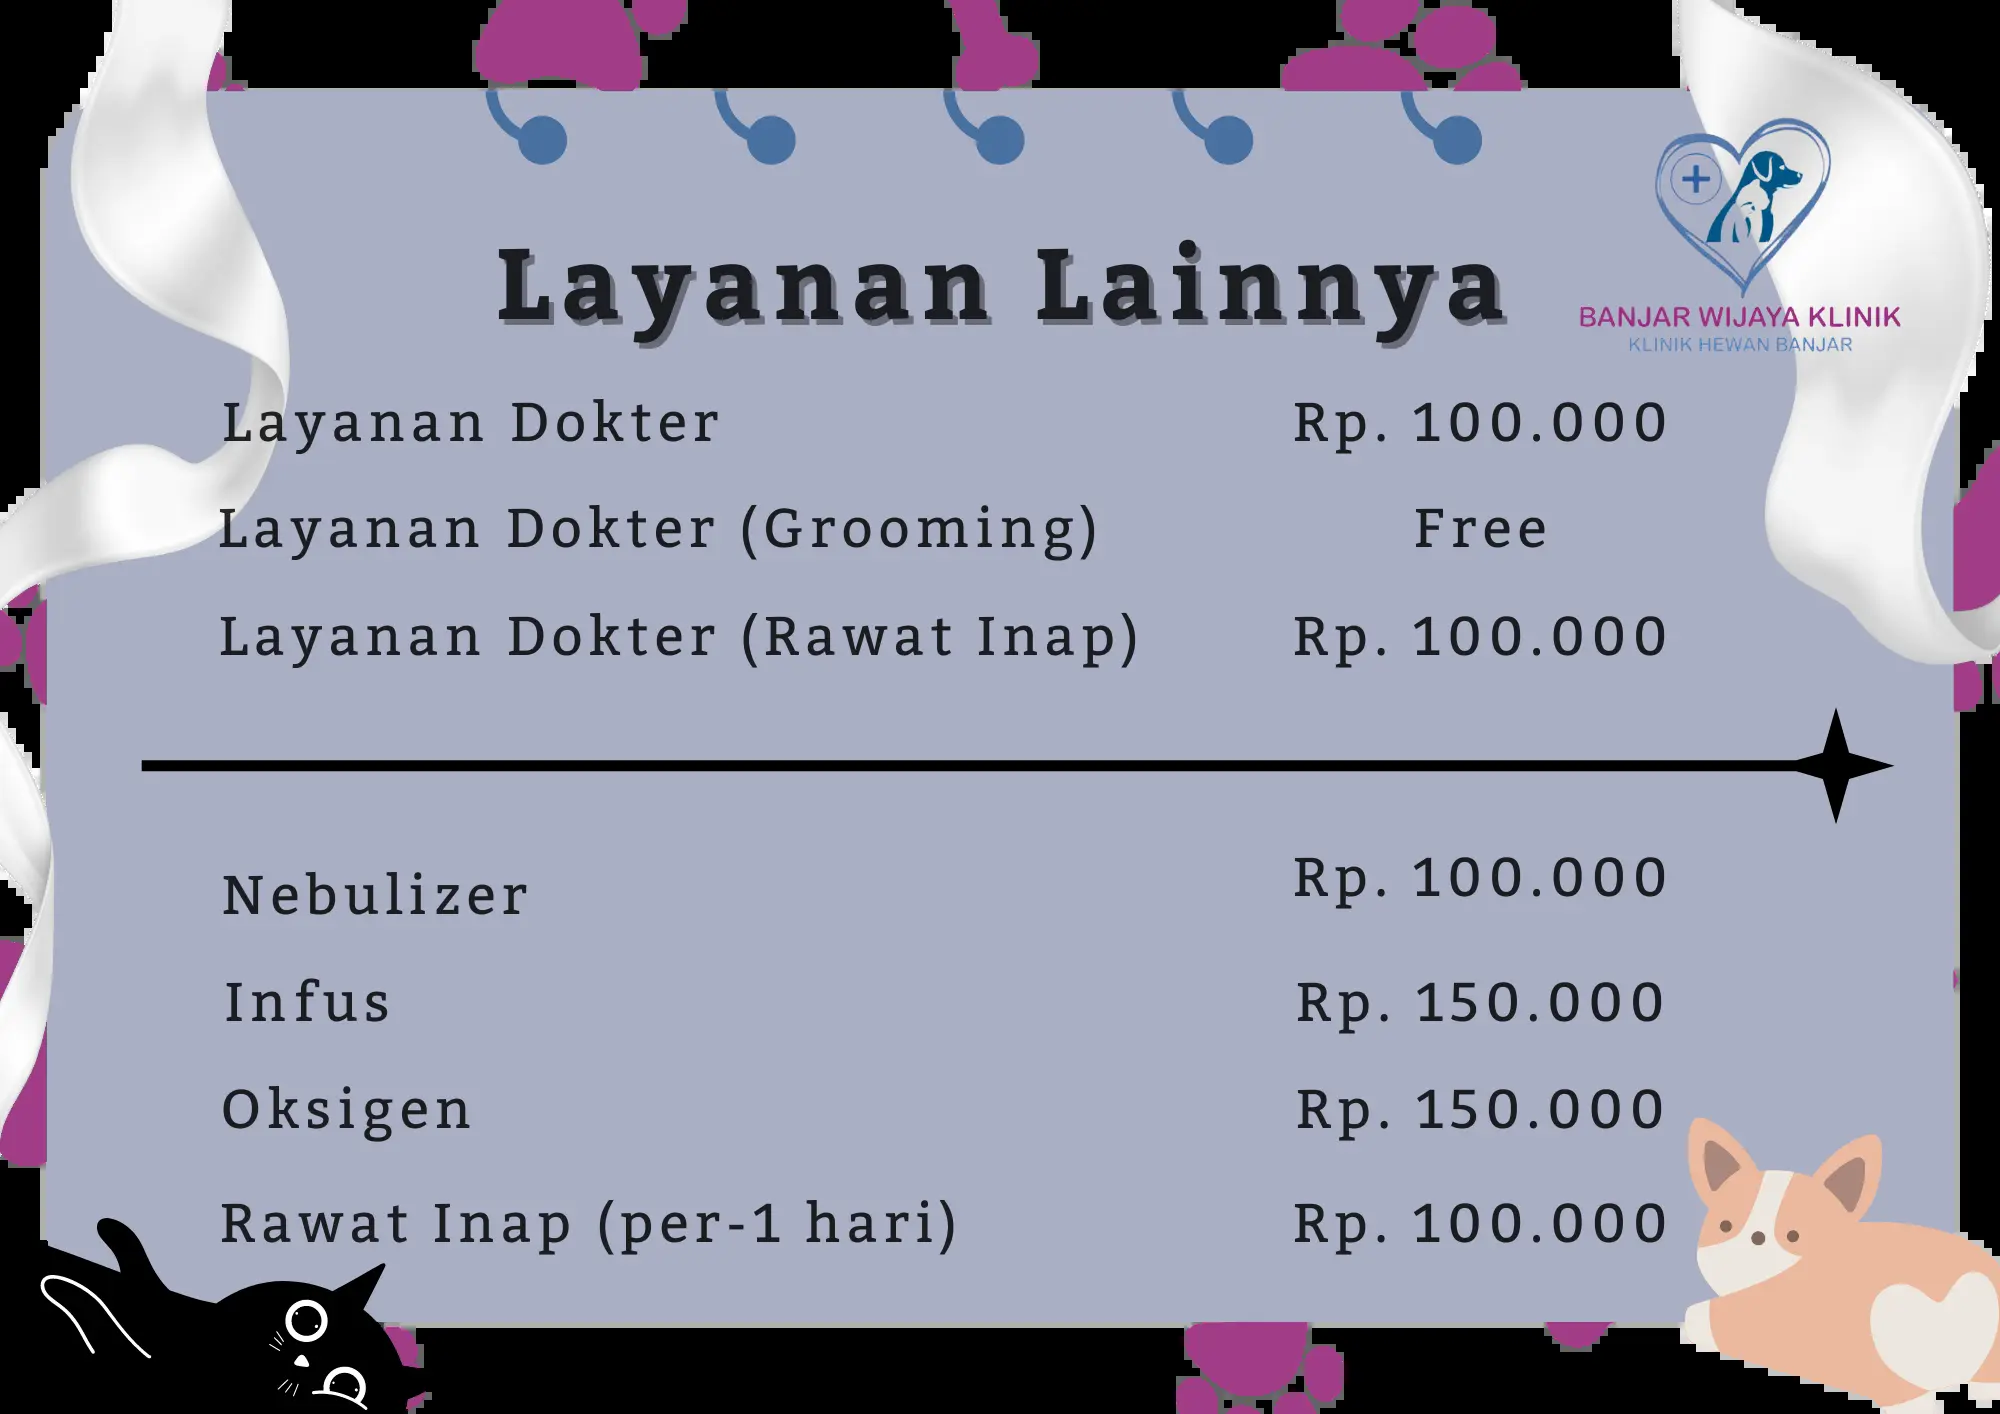 Layanan Lainnya
BANJAR WIJAYA KLINIK
KLINIK HEWAN BANJAR
Layanan Dokter Rp. 100.000
Layanan Dokter (Grooming) Free
Layanan Dokter (Rawat Inap) Rp. 100.000
Nebulizer Rp. 100.000
Infus Rp. 150.000
Oksigen Rp. 150.000
Rawat Inap (per-1 hari) Rp. 100.000